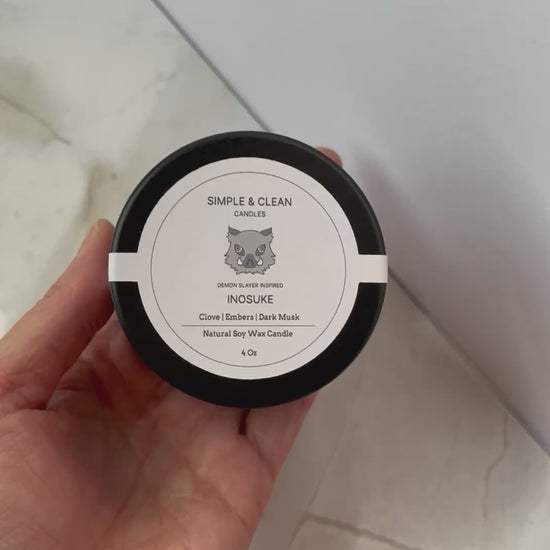 SIMPLE & CLEAN
CANDLES
DEMON SLAYER INSPIRED
INOSUKE
Clove | Embers | Dark Musk
Natural Soy Wax Candle
4 Oz